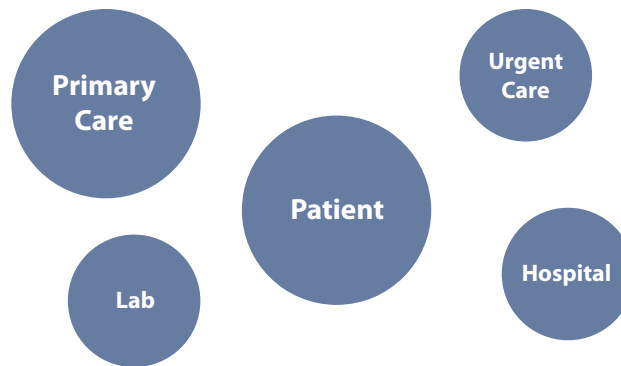 Primary
Care
Urgent
Care
Patient
Hospital
Lab